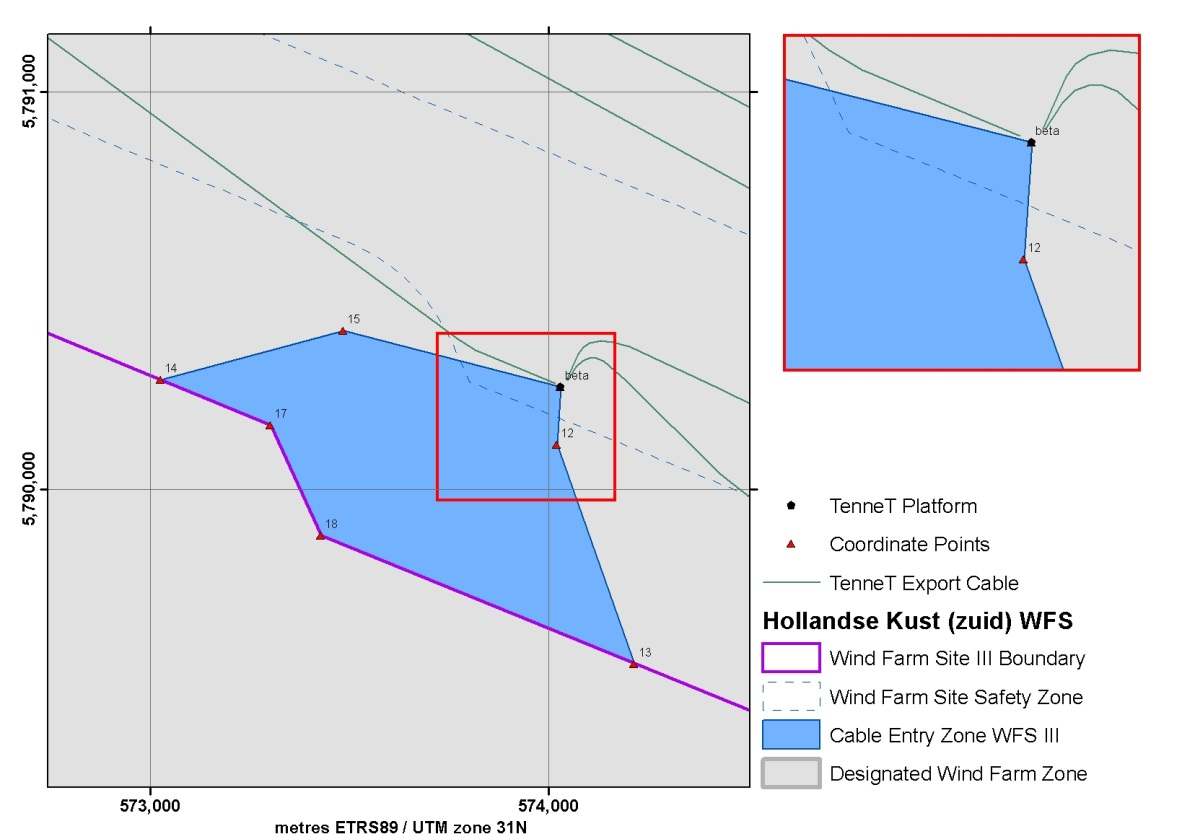 5,791,000
5,790,000
15
14
17
beta
12
18
13
573,000
574,000
metres ETRS89 / UTM zone 31N
beta
12
TenneT Platform
Coordinate Points
TenneT Export Cable
Hollandse Kust (zuid) WFS
Wind Farm Site III Boundary
Wind Farm Site Safety Zone
Cable Entry Zone WFS III
Designated Wind Farm Zone